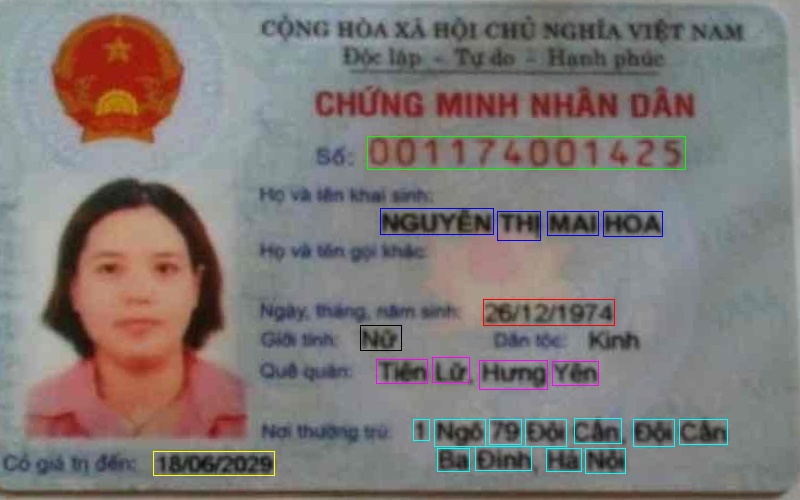 CỘNG HÒA XÃ HỘI CHỦ NGHĨA VIỆT NAM
Độc lập - Tự do - Hạnh phúc
CHỨNG MINH NHÂN DÂN
Số: 001174001425
Họ và tên khai sinh:
NGUYỄN THỊ MAI HOA
Họ và tên gọi khác:
Ngày, tháng, năm sinh: 26/12/1974
Giới tính: Nữ Dân tộc: Kinh
Quê quán: Tiên Lữ, Hưng Yên
Nơi thường trú: 1 Ngõ 79 Đội Cấn, Đội Cấn
Ba Đình, Hà Nội
Có giá trị đến: 18/06/2029